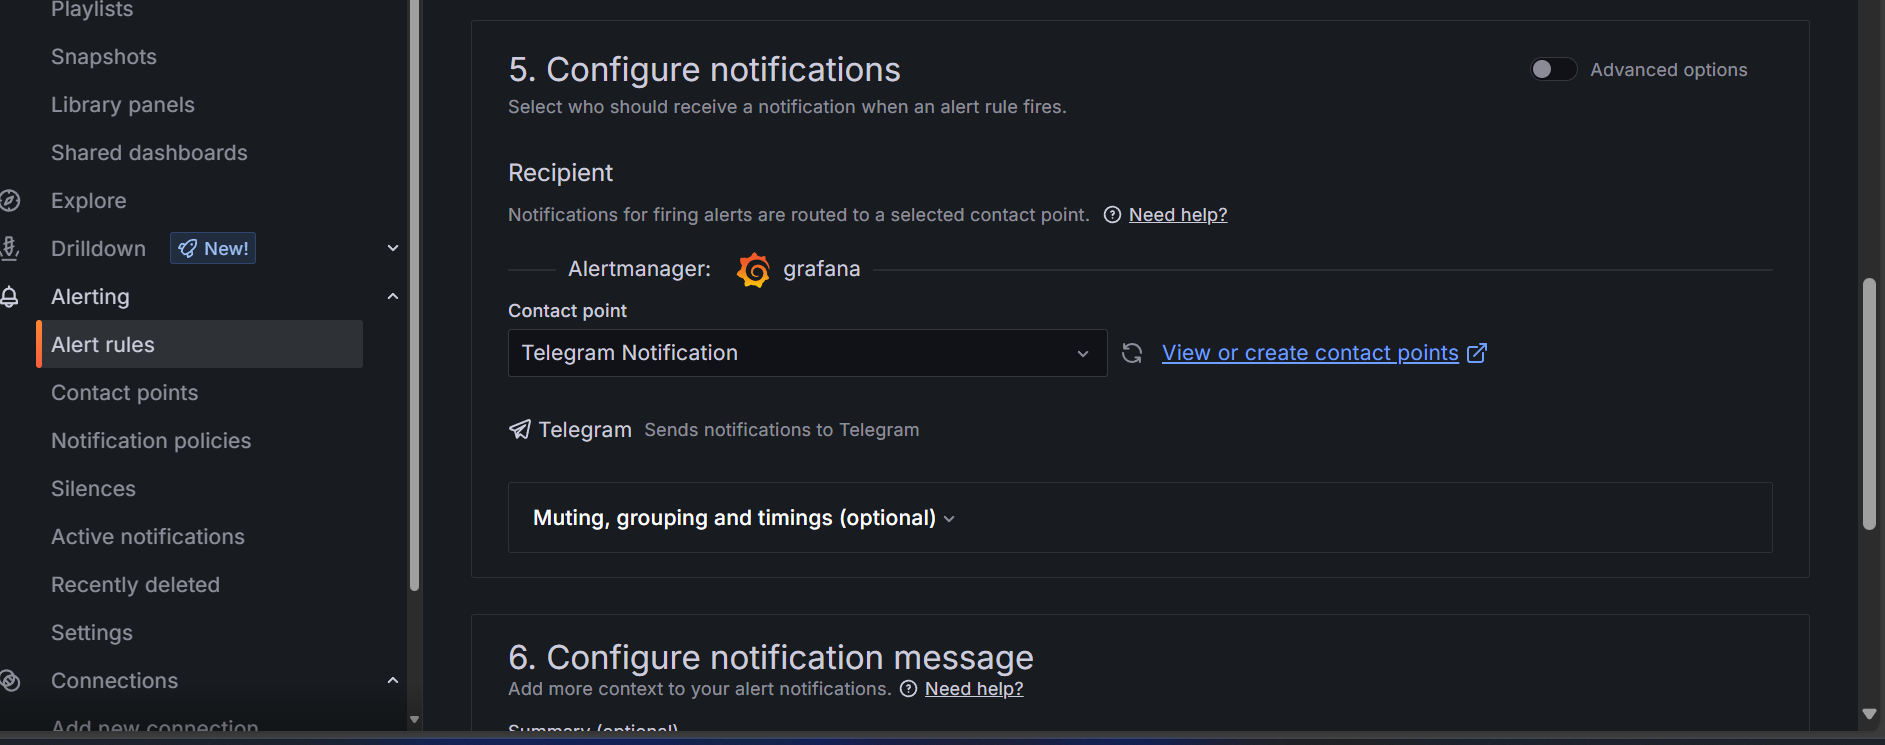 Playlists
Snapshots
Library panels
Shared dashboards
Explore
Drilldown New!
Alerting
Alert rules
Contact points
Notification policies
Silences
Active notifications
Recently deleted
Settings
Connections
Add new connection
5. Configure notifications
Advanced options
Select who should receive a notification when an alert rule fires.
Recipient
Notifications for firing alerts are routed to a selected contact point. Need help?
Alertmanager: grafana
Contact point
Telegram Notification
View or create contact points
Telegram Sends notifications to Telegram
Muting, grouping and timings (optional)
6. Configure notification message
Add more context to your alert notifications. Need help?
Summary (optional)